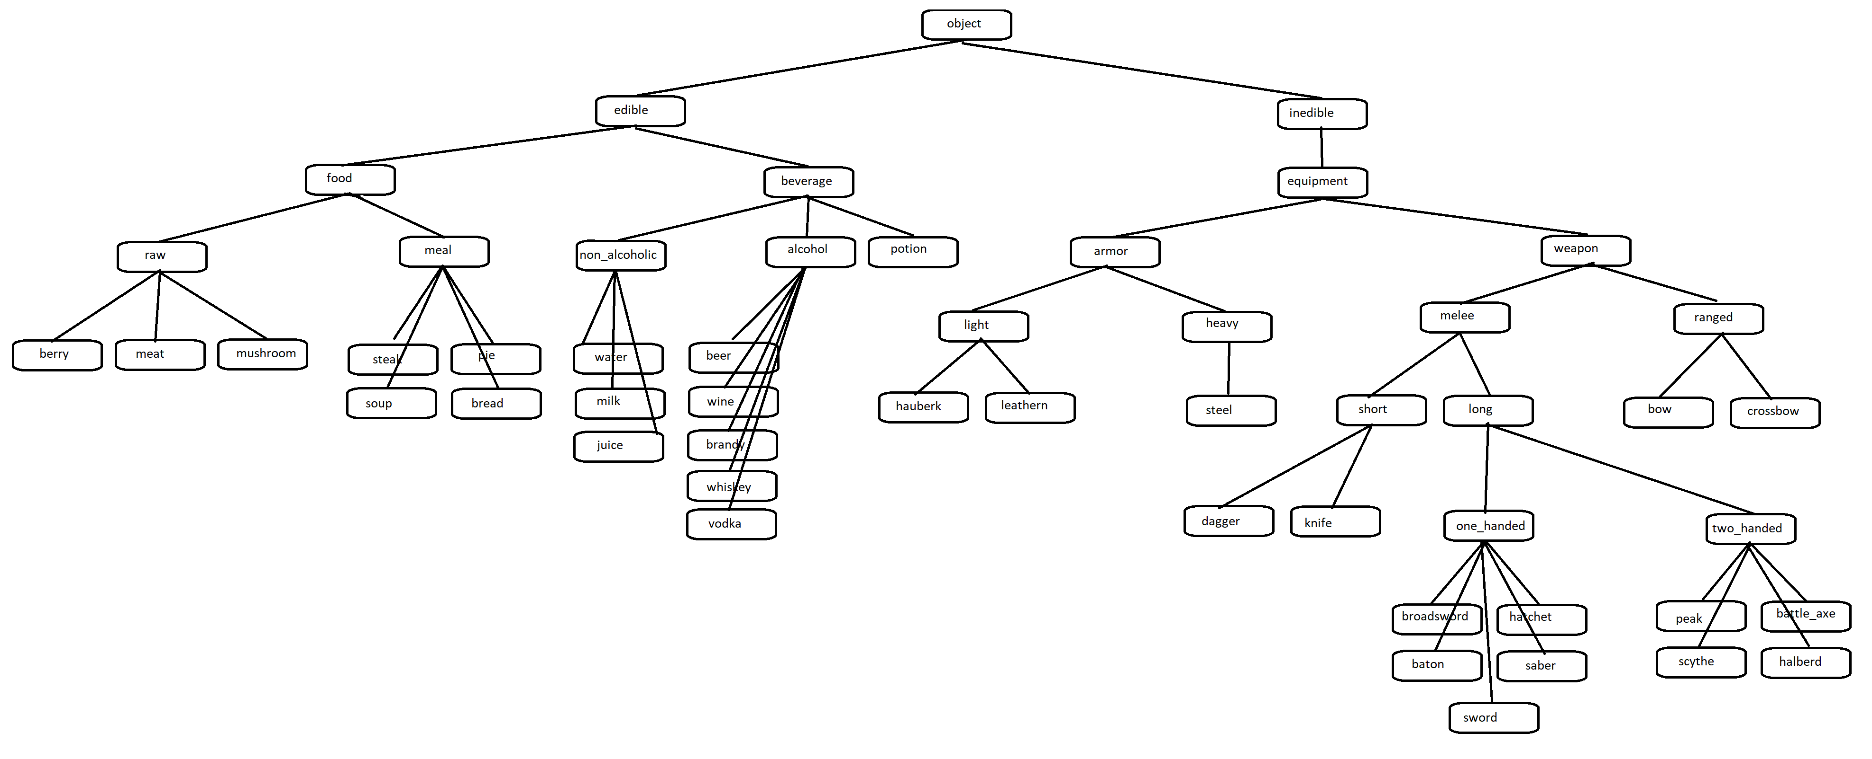 object
edible
inedible
food
beverage
equipment
raw
meal
non_alcoholic
alcohol
potion
armor
weapon
light
heavy
melee
ranged
berry
meat
mushroom
steak
pie
water
beer
soup
bread
milk
wine
hauberk
leathern
steel
short
long
bow
crossbow
juice
brandy
whiskey
vodka
dagger
knife
one_handed
two_handed
broadsword
hatchet
peak
battle_axe
baton
saber
scythe
halberd
sword